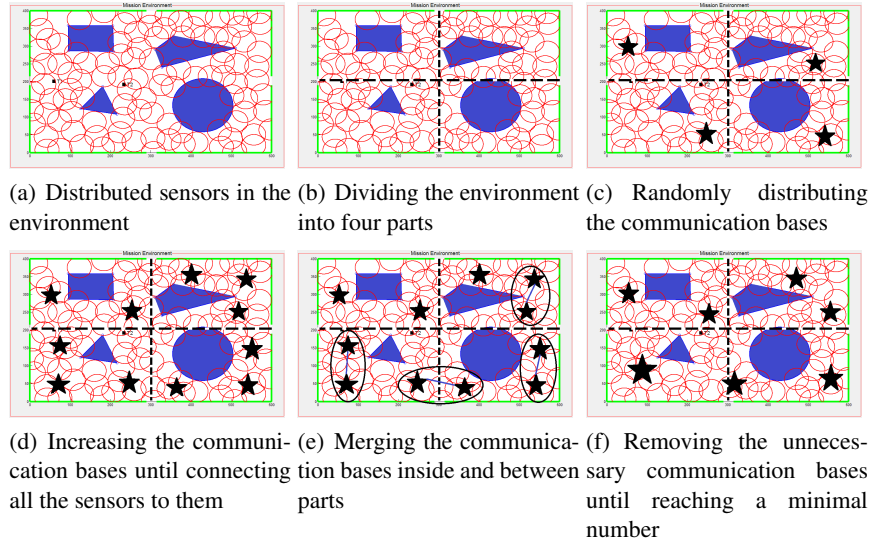 Mission Environment
Mission Environment
Mission Environment
(a) Distributed sensors in the
environment
(b) Dividing the environment
into four parts
(c) Randomly distributing
the communication bases
Mission Environment
Mission Environment
Mission Environment
(d) Increasing the communi-
cation bases until connecting
all the sensors to them
(e) Merging the communica-
tion bases inside and between
parts
(f) Removing the unneces-
sary communication bases
until reaching a minimal
number